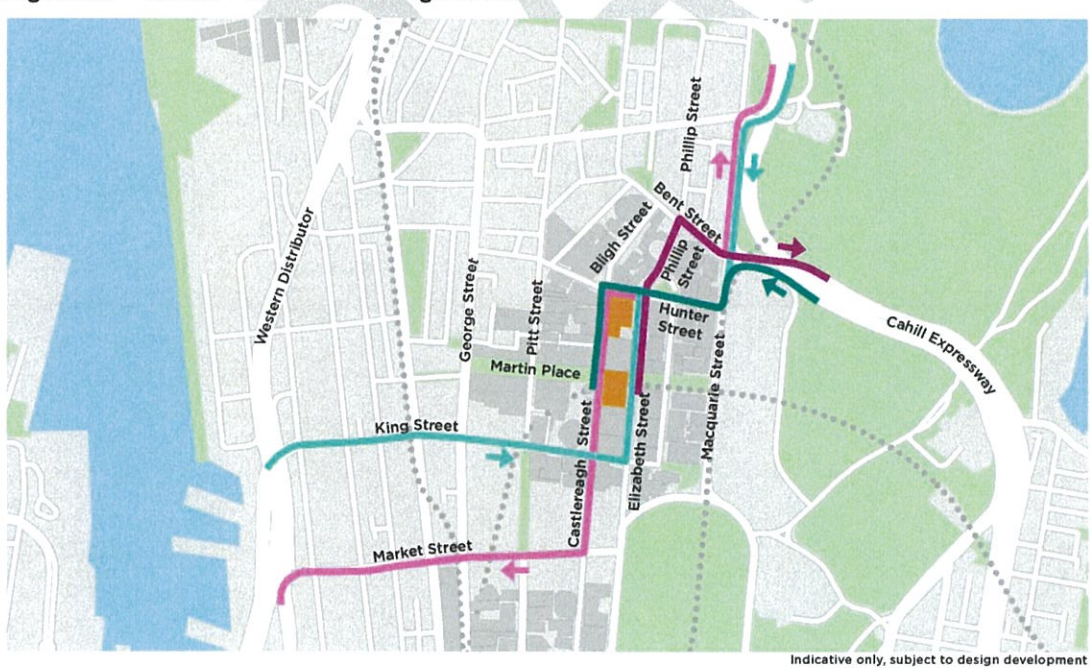 Phillip Street
Bent Street
Bligh Street
Phillip
Street
Western Distributor
George Street
Pitt Street
Hunter
Street
Cahill Expressway
Martin Place
Macquarie Street
King Street
Castlereagh Street
Elizabeth Street
Market Street
Indicative only, subject to design development